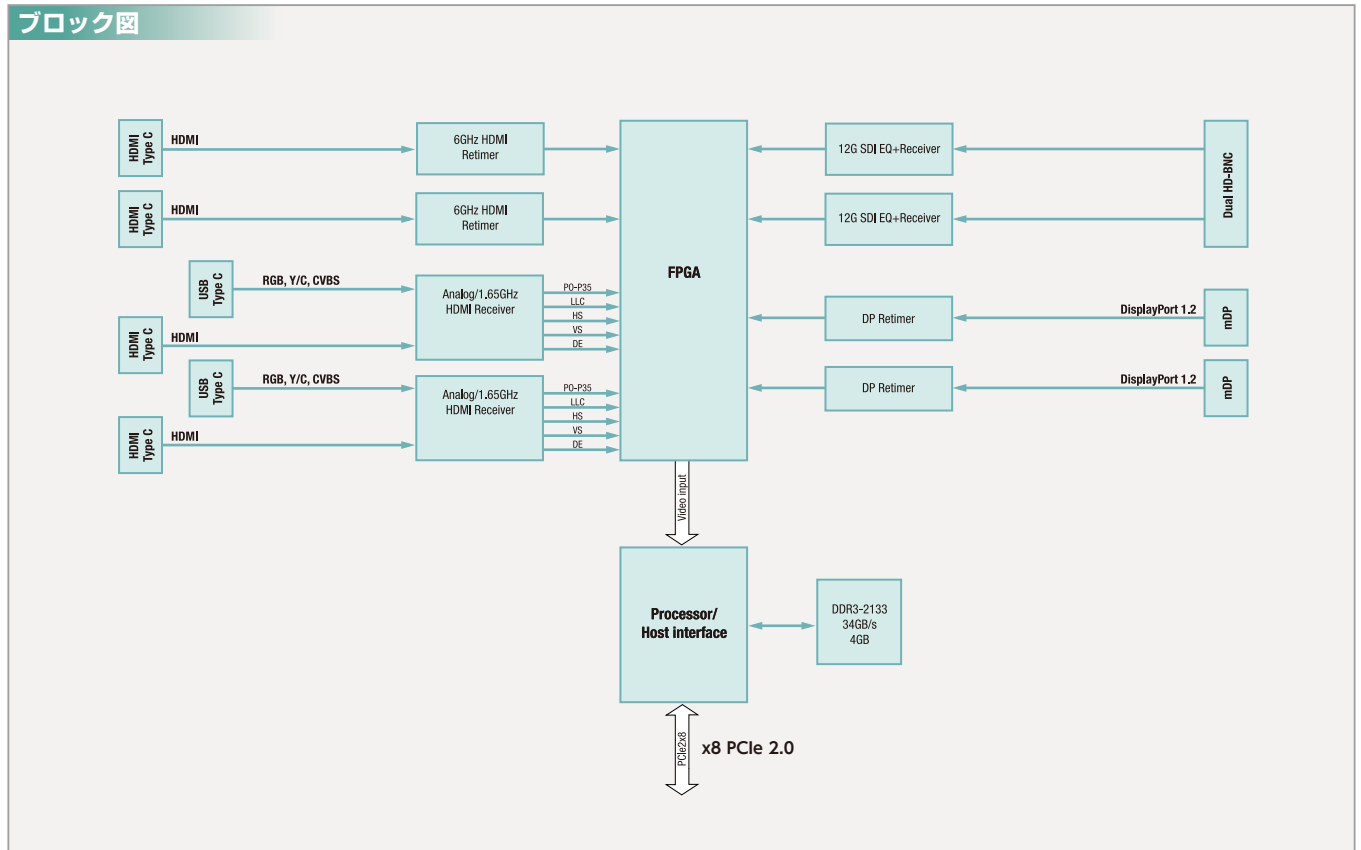 ブロック図
HDMI
Type C
HDMI
6GHz HDMI
Retimer
HDMI
Type C
HDMI
6GHz HDMI
Retimer
USB
Type C
RGB, Y/C, CVBS
HDMI
Type C
HDMI
Analog/1.65GHz
HDMI Receiver
PO-P35
LLC
HS
VS
DE
USB
Type C
RGB, Y/C, CVBS
HDMI
Type C
HDMI
Analog/1.65GHz
HDMI Receiver
PO-P35
LLC
HS
VS
DE
FPGA
12G SDI EQ+Receiver
12G SDI EQ+Receiver
Dual HD-BNC
DP Retimer
DisplayPort 1.2
mDP
DP Retimer
DisplayPort 1.2
mDP
Video input
Processor/
Host interface
DDR3-2133
34GB/s
4GB
PCIe2x8
x8 PCIe 2.0